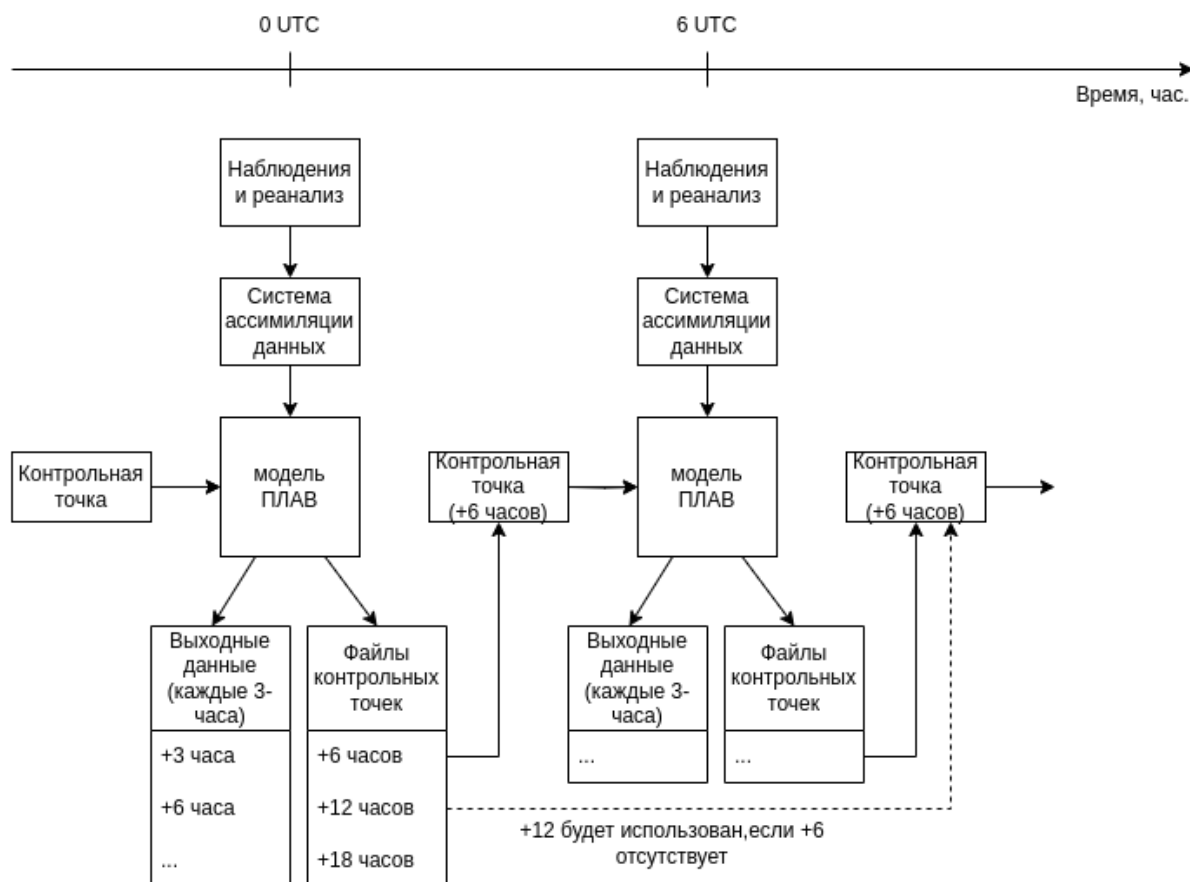 0 UTC
6 UTC
Время, час.
Наблюдения
и реанализ
Наблюдения
и реанализ
Система
ассимиляции
данных
Система
ассимиляции
данных
Контрольная
точка
модель
ПЛАВ
Контрольная
точка
(+6 часов)
модель
ПЛАВ
Контрольная
точка
(+6 часов)
Выходные
данные
(каждые 3-
часа)
+3 часа
+6 часа
...
Файлы
контрольных
точек
+6 часов
+12 часов
+18 часов
Выходные
данные
(каждые 3-
часа)
...
Файлы
контрольных
точек
...
+12 будет использован,если +6
отсутствует